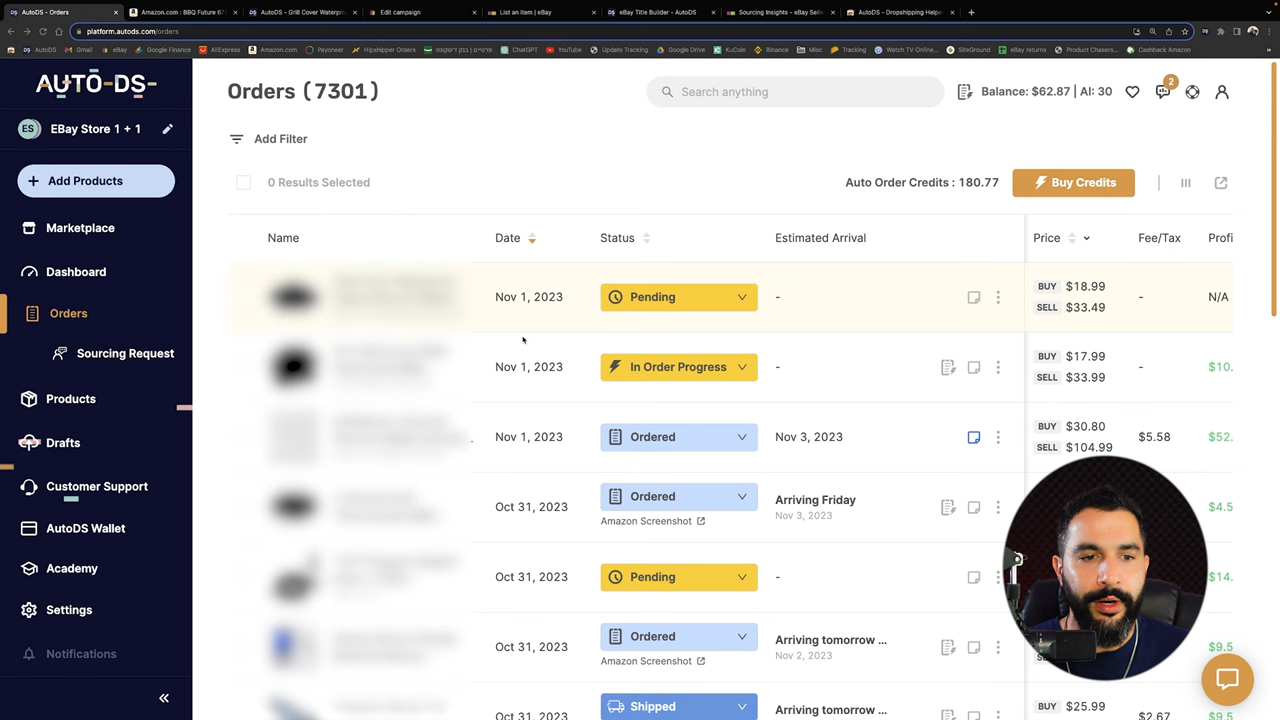 AutoDS - Orders
Amazon.com : BBQ Future 67
AutoDS - Grill Cover Waterpro
Edit campaign
List an item | eBay
eBay Title Builder - AutoDS
Sourcing Insights - eBay Selle
AutoDS - Dropshipping Helpe
platform.autods.com/orders
AutoDS
Gmail
eBay
Google Finance
AliExpress
Amazon.com
Payoneer
Hipshipper Orders
ChatGPT
YouTube
Update Tracking
Google Drive
KuCoin
Binance
Misc
Tracking
Watch TV Online...
SiteGround
eBay returns
Product Chasers...
Cashback Amazon
AUTO-DS-
Orders (7301)
Search anything
Balance: $62.87 | AI: 30
2
ES
EBay Store 1 + 1
Add Filter
Add Products
0 Results Selected
Auto Order Credits : 180.77
Buy Credits
Marketplace
Name
Date
Status
Estimated Arrival
Price
Fee/Tax
Profi
Dashboard
Orders
Nov 1, 2023
Pending
-
BUY $18.99
SELL $33.49
-
N/A
Sourcing Request
Nov 1, 2023
In Order Progress
-
BUY $17.99
SELL $33.99
-
$10.
Products
Drafts
Nov 1, 2023
Ordered
Nov 3, 2023
BUY $30.80
SELL $104.99
$5.58
$52.
Customer Support
Oct 31, 2023
Ordered
Amazon Screenshot
Arriving Friday
Nov 3, 2023
$4.5
AutoDS Wallet
Academy
Oct 31, 2023
Pending
-
$14.
Settings
Oct 31, 2023
Ordered
Amazon Screenshot
Arriving tomorrow ...
Nov 2, 2023
$9.5
Notifications
Shipped
Arriving tomorrow ...
BUY $25.99
$2.67
$9.5